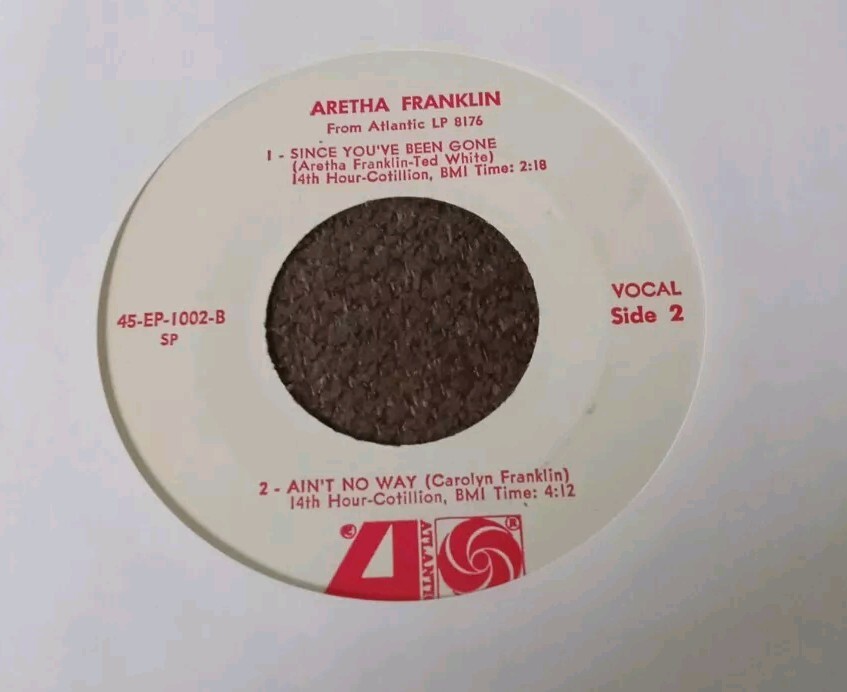 ARETHA FRANKLIN
From Atlantic LP 8176
1 - SINCE YOU'VE BEEN GONE
(Aretha Franklin-Ted White)
14th Hour-Cotillion, BMI Time: 2:18
45-EP-1002-B
SP
VOCAL
Side 2
2 - AIN'T NO WAY (Carolyn Franklin)
14th Hour-Cotillion, BMI Time: 4:12
® A ATLANTI ®